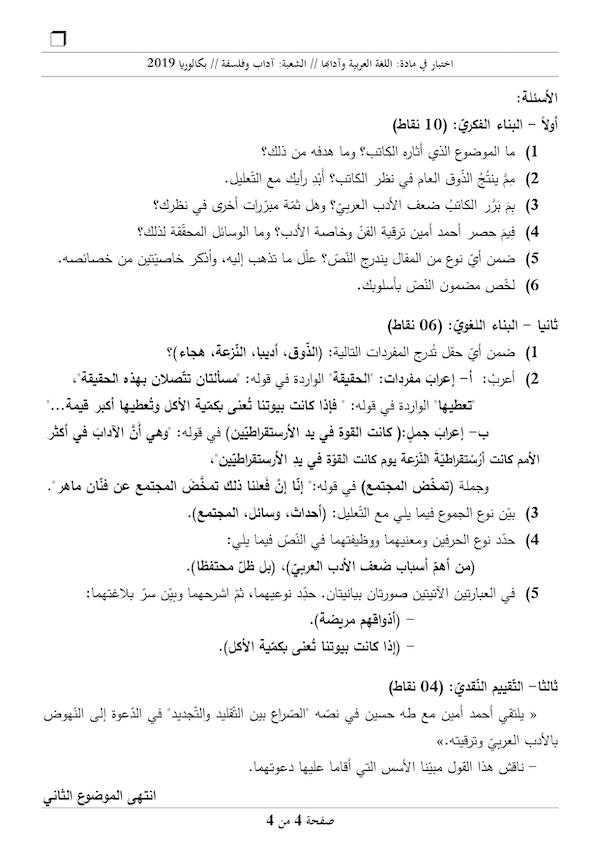 اختبار في مادة: اللغة العربية وآدابها // الشعبة: آداب وفلسفة // بكالوريا 2019
الأسئلة:
أولاً – البناء الفكريّ: (10 نقاط)
1) ما الموضوع الذي أثاره الكاتب؟ وما هدفه من ذلك؟
2) مِمَّ ينتُجُ الذّوق العام في نظر الكاتب؟ أَبْدِ رأيك مع التّعليل.
3) بِمَ بَرَّر الكاتبُ ضعف الأدب العربيّ؟ وهل ثمّة مبرّرات أخرى في نظرك؟
4) فِيمَ حصر أحمد أمين ترقية الفنّ وخاصة الأدب؟ وما الوسائل المحقّقة لذلك؟
5) ضمن أيّ نوع من المقال يندرج النّصّ؟ علّل ما تذهب إليه، وأذكر خاصيّتين من خصائصه.
6) لخّص مضمون النّصّ بأسلوبك.
ثانيا – البناء اللغويّ: (06 نقاط)
1) ضمن أيّ حقل تُدرج المفردات التالية: (الذّوق، أديبا، النّزعة، هجاء)؟
2) أعربْ: أ– إعرابَ مفردات: "الحقيقة" الواردة في قوله: "مسألتان تتّصلان بهذه الحقيقة"،
"تعطيها" الواردة في قوله: " فإذا كانت بيوتنا تُعنى بكمّية الأكل وتُعطيها أكبر قيمة..."
ب– إعرابَ جملٍ:( كانت القوة في يد الأرستقراطيّين) في قوله: "وهي أنَّ الآدابَ في أكثر
الأمم كانت أرُسْتقراطيّةَ النّزعة يوم كانت القوّة في يدِ الأرستقراطيّين"،
وجملة (تمخّض المجتمع) في قوله:" إنّا إنْ فَعلنا ذلك تمخَّضَ المجتمع عن فنّان ماهر".
3) بيّن نوع الجموع فيما يلي مع التّعليل: (أحداث، وسائل، المجتمع).
4) حدّد نوع الحرفين ومعنييهما ووظيفتهما في النّصّ فيما يلي:
(من أهمّ أسباب ضَعف الأدب العربيّ)، (بل ظلّ محتفظا).
5) في العبارتين الآتيتين صورتان بيانيتان. حدِّد نوعيهما، ثمّ اشرحهما وبيِّن سرّ بلاغتهما:
– (أذواقهم مريضة).
– (إذا كانت بيوتنا تُعنى بكمّية الأكل).
ثالثا– التّقييم النّقديّ: (04 نقاط)
« يلتقي أحمد أمين مع طه حسين في نصّه "الصّراع بين التّقليد والتّجديد" في الدّعوة إلى النّهوض
بالأدب العربيّ وترقيته.»
– ناقش هذا القول مبيّنا الأسس التي أقاما عليها دعوتهما.
انتهى الموضوع الثاني
صفحة 4 من 4